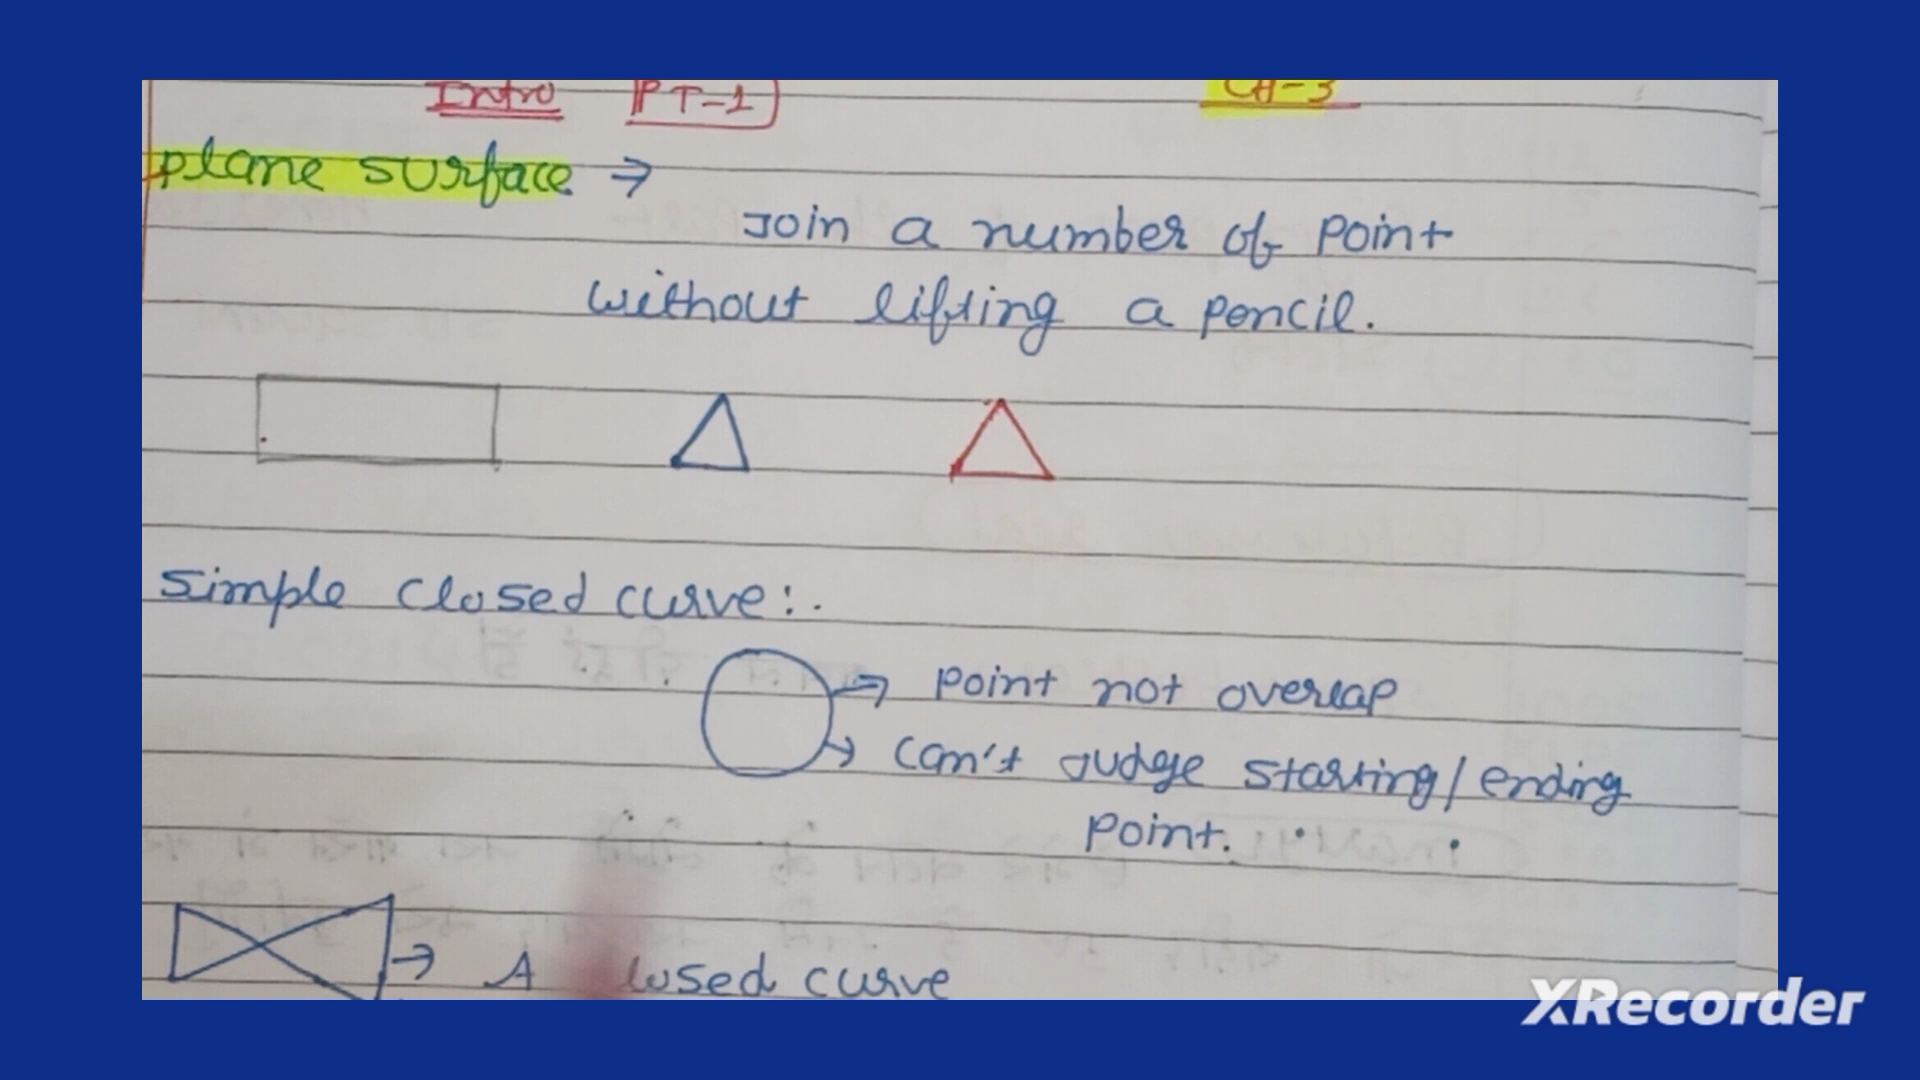 Intro PT-1 CH-3
plane surface →
Join a number of point
without lifting a pencil.
Simple closed curve:.
→ point not overlap
→ can't judge starting/ending
point.
→ A closed curve
XRecorder